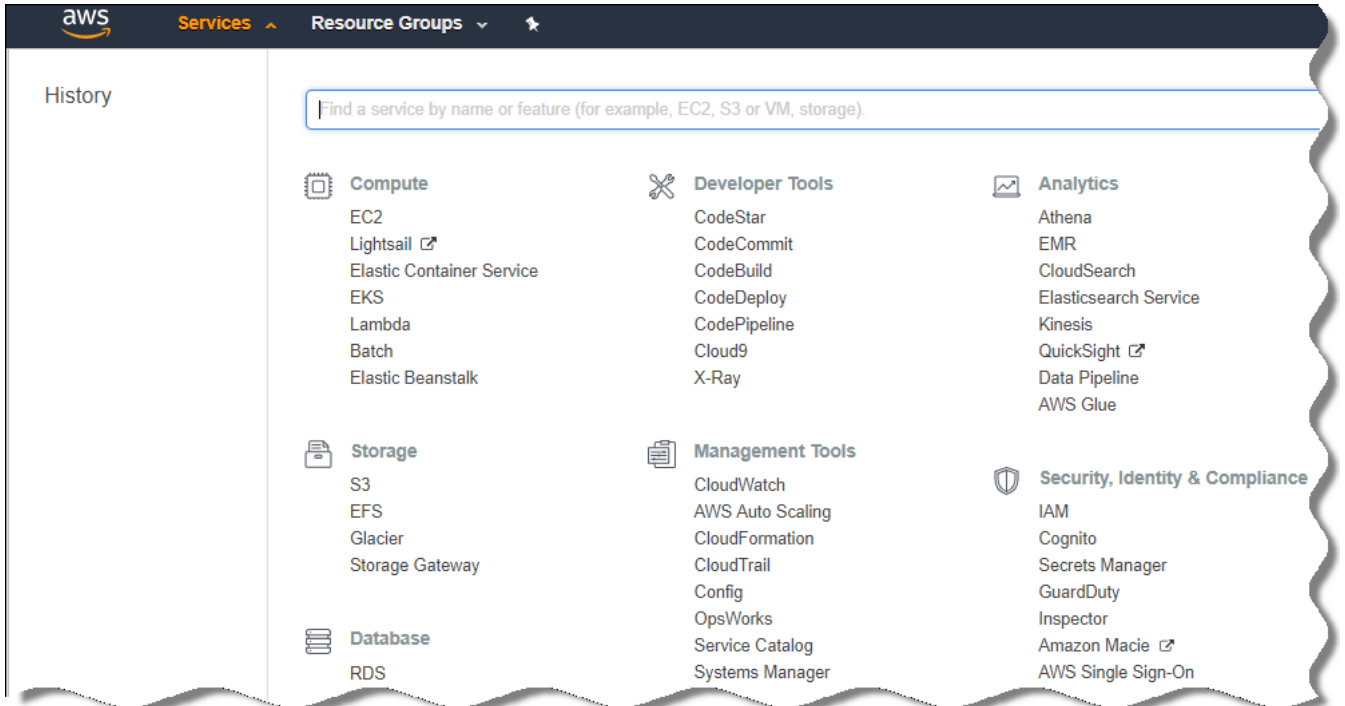 aws Services Resource Groups
History
Find a service by name or feature (for example, EC2, S3 or VM, storage).
Compute
EC2
Lightsail
Elastic Container Service
EKS
Lambda
Batch
Elastic Beanstalk
Storage
S3
EFS
Glacier
Storage Gateway
Database
RDS
Developer Tools
CodeStar
CodeCommit
CodeBuild
CodeDeploy
CodePipeline
Cloud9
X-Ray
Management Tools
CloudWatch
AWS Auto Scaling
CloudFormation
CloudTrail
Config
OpsWorks
Service Catalog
Systems Manager
Analytics
Athena
EMR
CloudSearch
Elasticsearch Service
Kinesis
QuickSight
Data Pipeline
AWS Glue
Security, Identity & Compliance
IAM
Cognito
Secrets Manager
GuardDuty
Inspector
Amazon Macie
AWS Single Sign-On